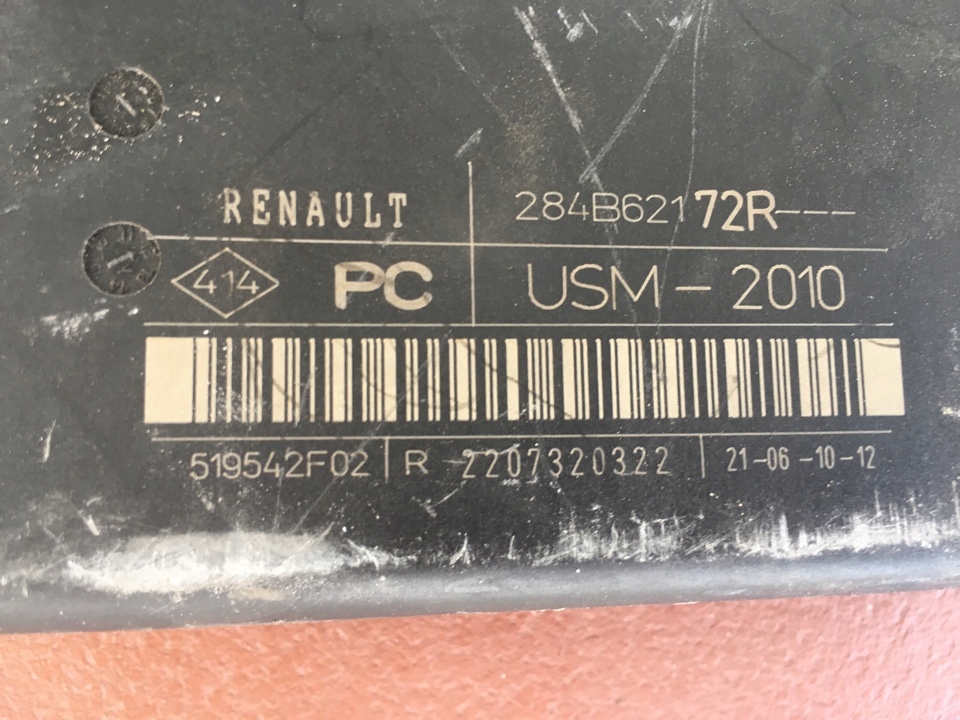 RENAULT 284B62172R---
414 PC USM - 2010
519542F02 R -2207320322 21-06-10-12